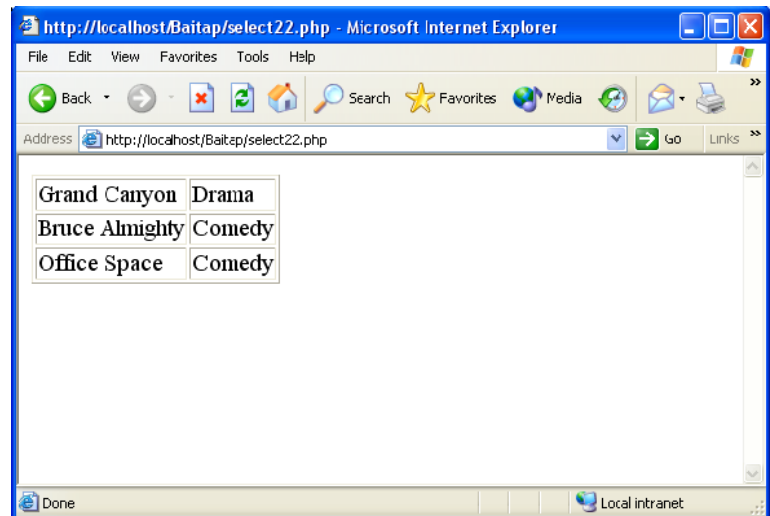 http://localhost/Baitap/select22.php - Microsoft Internet Explorer
File Edit View Favorites Tools Help
Back Search Favorites Media »
Address http://localhost/Baitap/select22.php Go Links »
Grand Canyon Drama
Bruce Almighty Comedy
Office Space Comedy
Done Local intranet